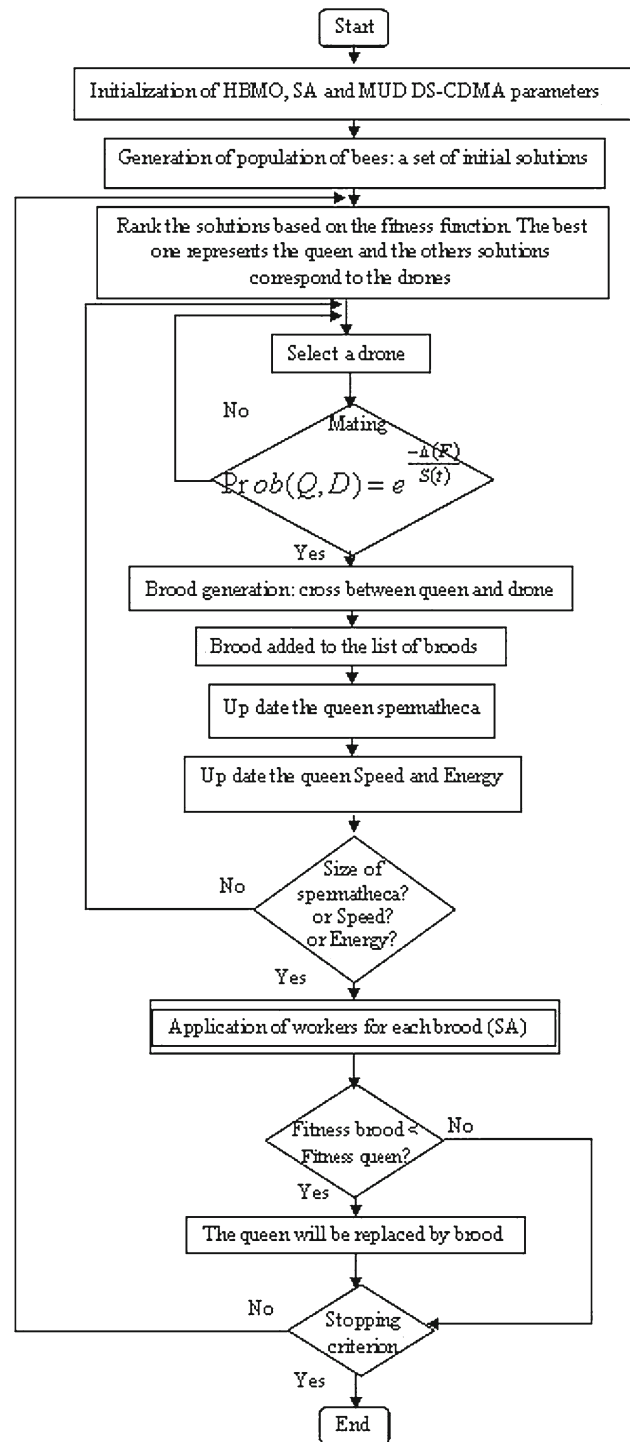 Start
Initialization of HBMO, SA and MUD DS-CDMA parameters
Generation of population of bees: a set of initial solutions
Rank the solutions based on the fitness function. The best
one represents the queen and the others solutions
correspond to the drones
Select a drone
No
Mating
Prob(Q,D) = e^{\frac{-Δ(F)}{S(t)}}
Yes
Brood generation: cross between queen and drone
Brood added to the list of broods
Up date the queen spermatheca
Up date the queen Speed and Energy
No
Size of
spermatheca?
or Speed?
or Energy?
Yes
Application of workers for each brood (SA)
No
Fitness brood <
Fitness queen?
Yes
The queen will be replaced by brood
No
Stopping
criterion
Yes
End